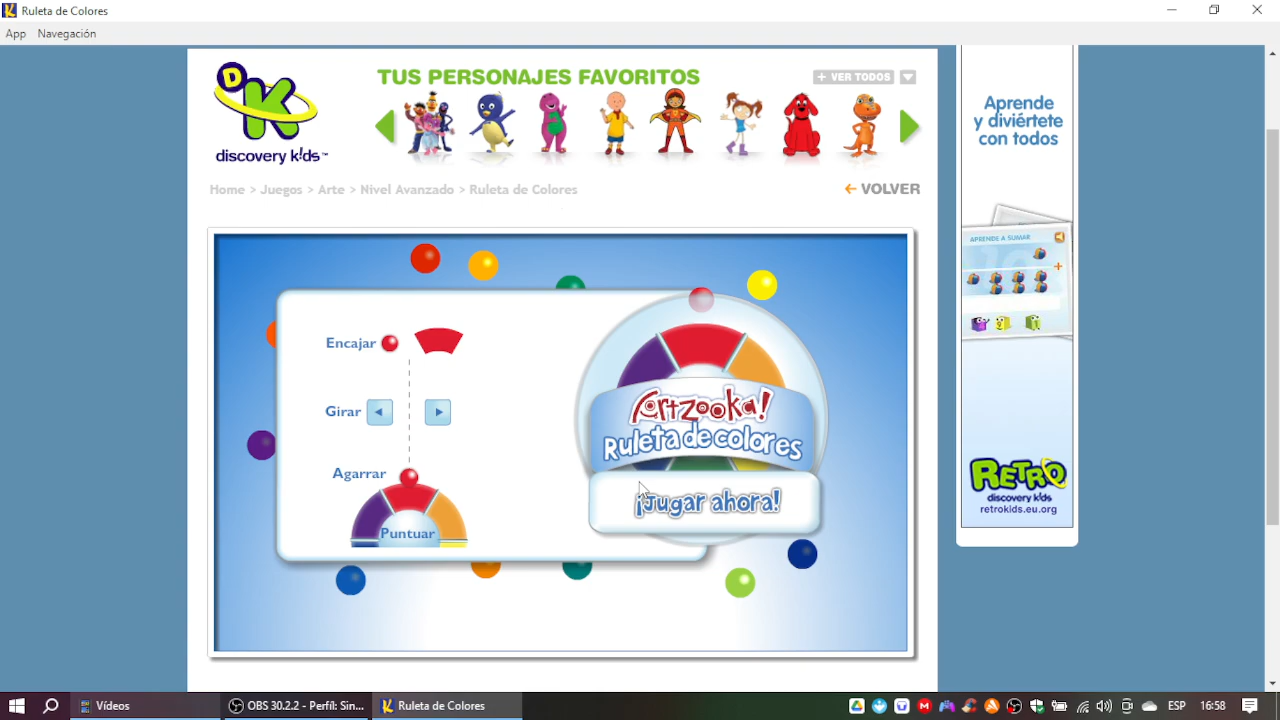 Ruleta de Colores
App Navegación
D
K
discovery k!ds™
TUS PERSONAJES FAVORITOS
+ VER TODOS
Home > Juegos > Arte > Nivel Avanzado > Ruleta de Colores
← VOLVER
Encajar
Girar
Agarrar
Puntuar
Artzooka!
Ruleta de colores
¡Jugar ahora!
Aprende
y diviértete
con todos
APRENDE A SUMAR
+
RETRO
discovery kids
retrokids.eu.org
Vídeos
OBS 30.2.2 - Perfil: Sin...
Ruleta de Colores
ESP
16:58